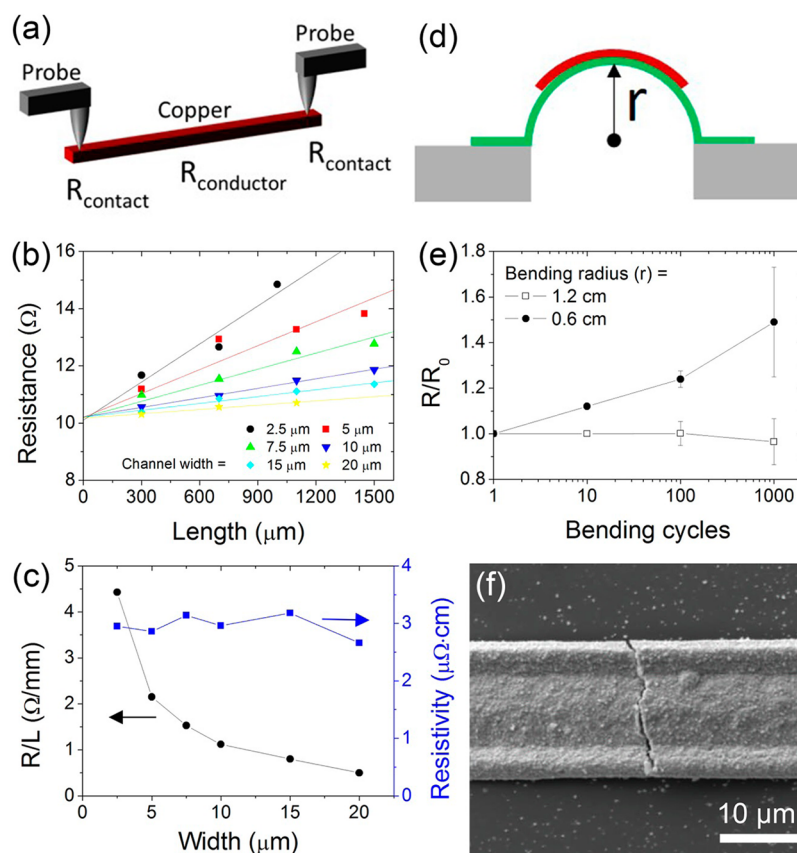 (a)
Probe
Probe
Copper
R_contact
R_conductor
R_contact
(d)
r
(b)
16
14
12
10
8
Resistance (Ω)
0 300 600 900 1200 1500
Length (μm)
2.5 μm 5 μm
7.5 μm 10 μm
Channel width = 15 μm 20 μm
(e)
1.8
1.6
1.4
1.2
1.0
0.8
R/R₀
Bending radius (r) =
1.2 cm
0.6 cm
1 10 100 1000
Bending cycles
(c)
5
4
3
2
1
0
R/L (Ω/mm)
4
3
2
1
0
Resistivity (μΩ·cm)
5 10 15 20
Width (μm)
(f)
10 μm